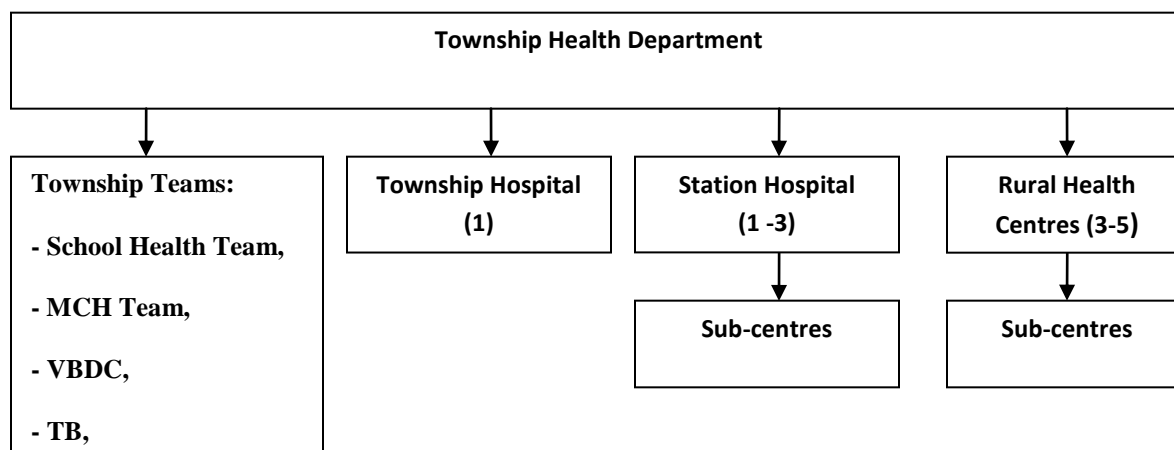 Township Health Department
Township Teams:
- School Health Team,
- MCH Team,
- VBDC,
- TB,
Township Hospital
(1)
Station Hospital
(1 -3)
Rural Health
Centres (3-5)
Sub-centres
Sub-centres